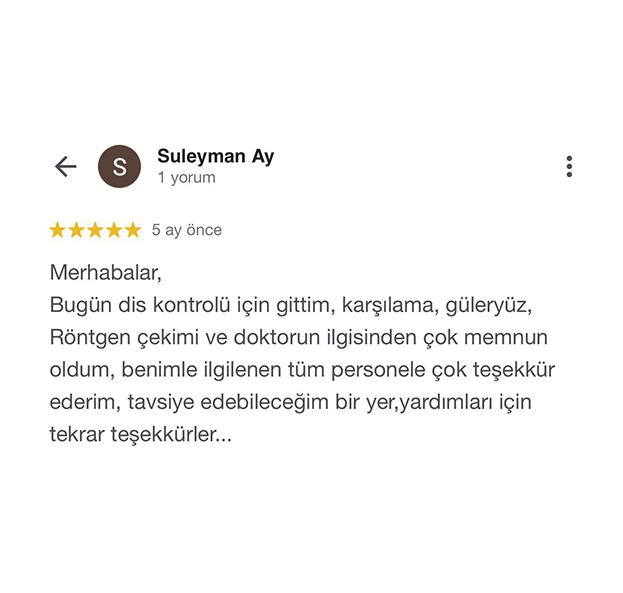 S
Suleyman Ay
1 yorum
5 ay önce
Merhabalar,
Bugün dis kontrolü için gittim, karşılama, güleryüz,
Röntgen çekimi ve doktorun ilgisinden çok memnun
oldum, benimle ilgilenen tüm personele çok teşekkür
ederim, tavsiye edebileceğim bir yer,yardımları için
tekrar teşekkürler...